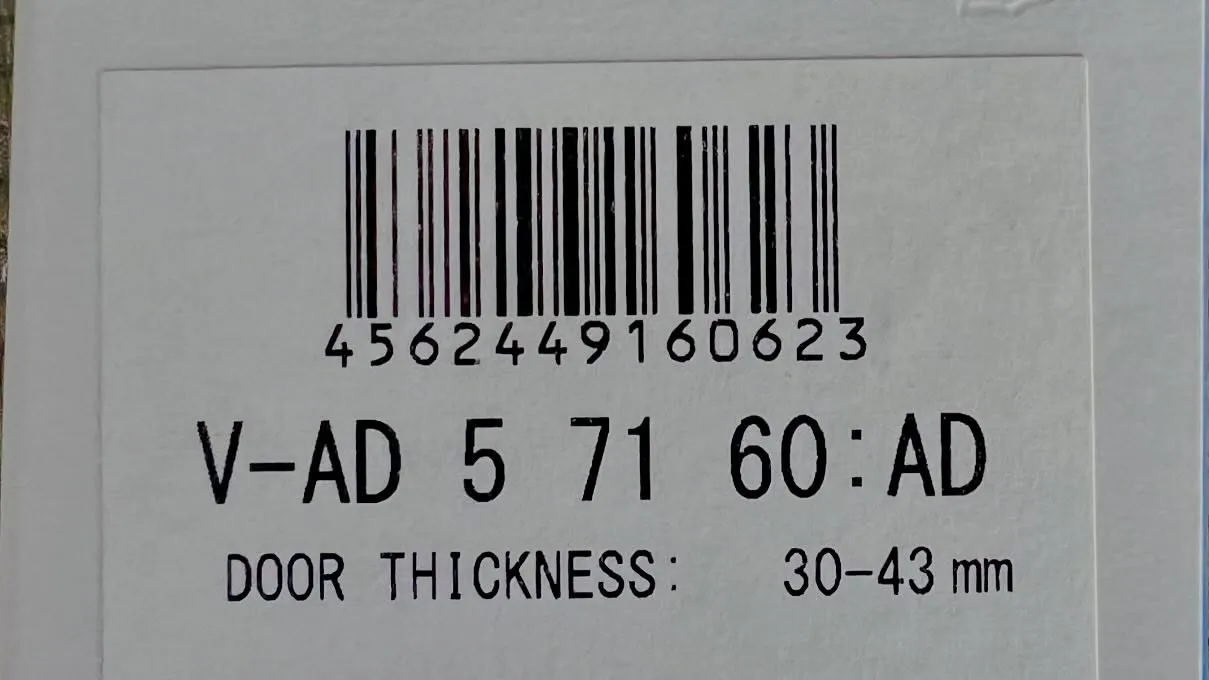 4562449160623
V-AD 5 71 60:AD
DOOR THICKNESS: 30-43 mm